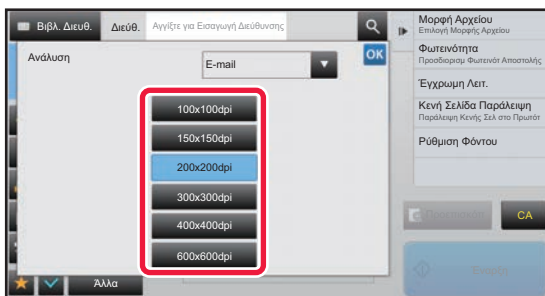 Βιβλ. Διευθ. Διεύθ. Αγγίξτε για Εισαγωγή Διεύθυνσης
Ανάλυση E-mail OK
100x100dpi
150x150dpi
200x200dpi
300x300dpi
400x400dpi
600x600dpi
Άλλα
Μορφή Αρχείου
Επιλογή Μορφής Αρχείου
Φωτεινότητα
Προσδιορισμ Φωτεινότ Αποστολής
Έγχρωμη Λειτ.
Κενή Σελίδα Παράλειψη
Παράλειψη Κενής Σελ στο Πρωτότ
Ρύθμιση Φόντου
CA
Έναρξη